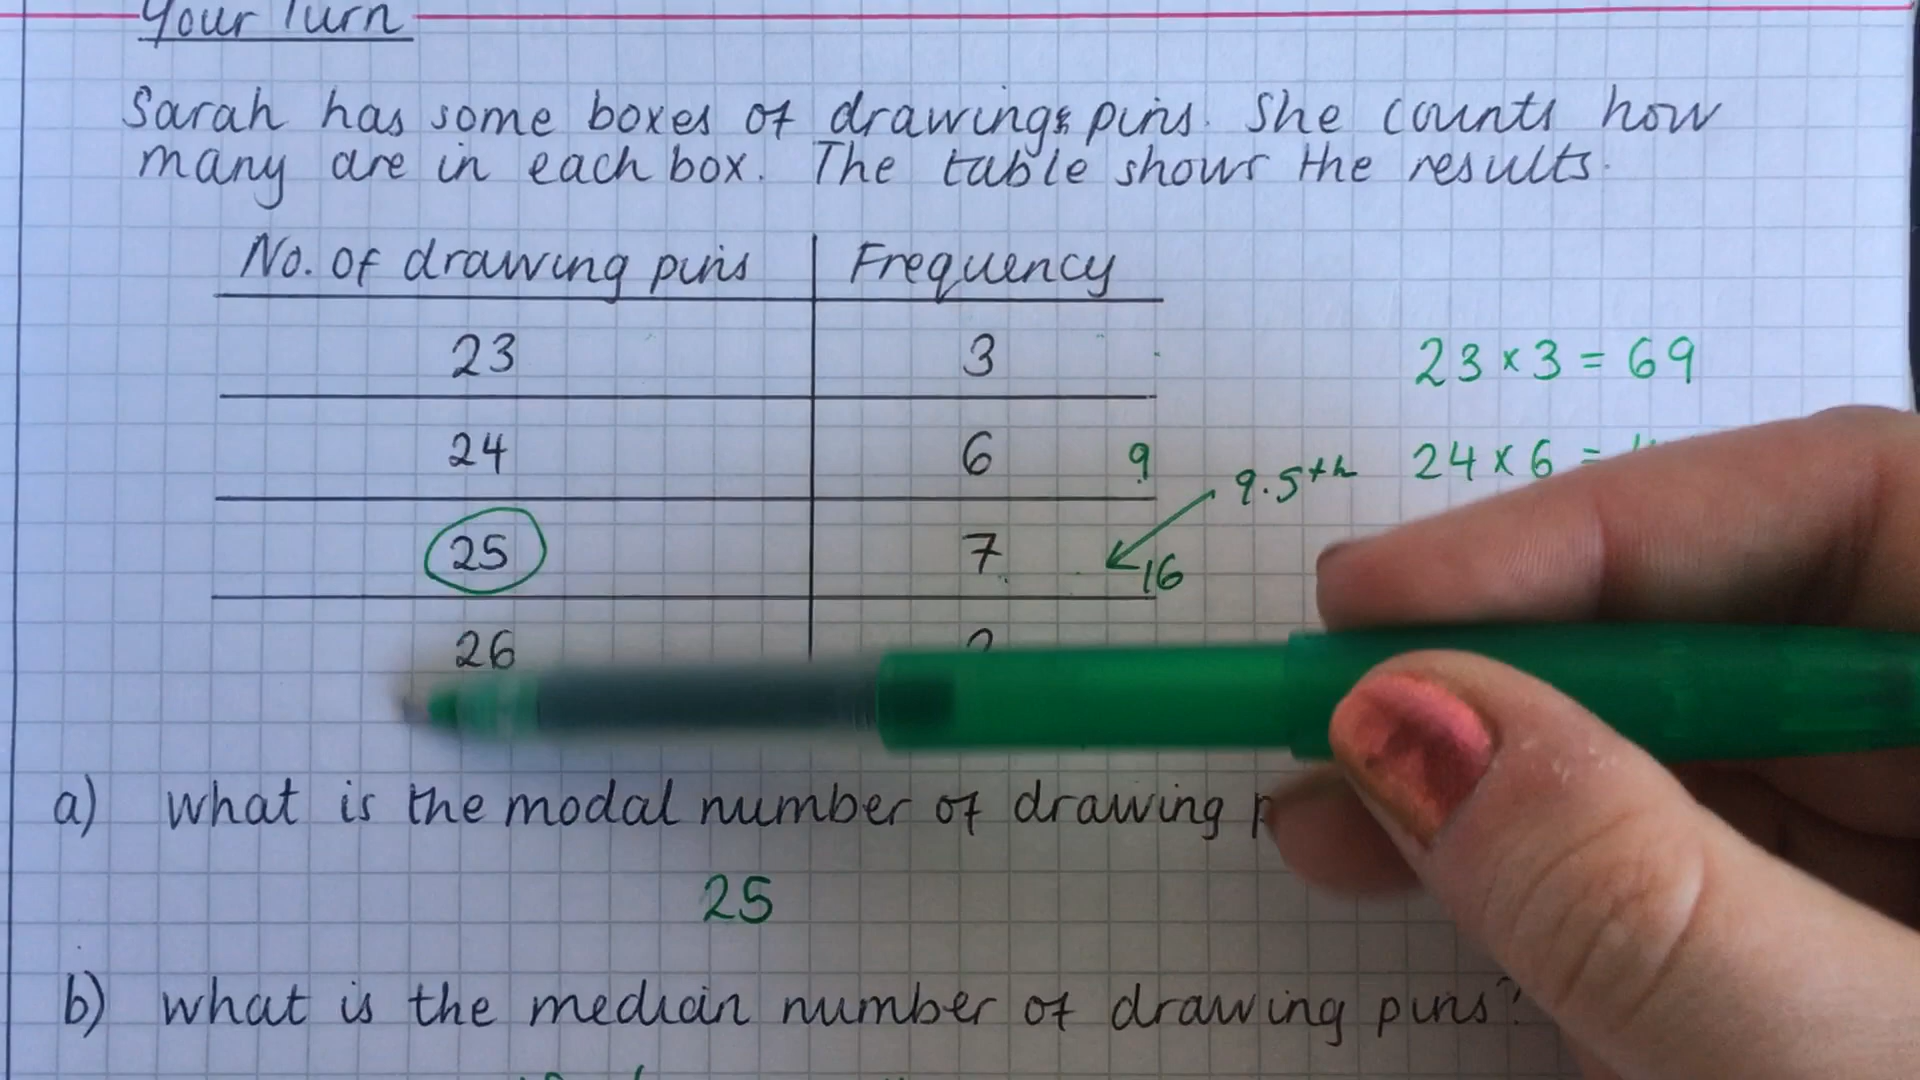 Your Turn
Sarah has some boxes of drawings pins. She counts how
many are in each box. The table shows the results.
No. of drawing pins Frequency
23 3 23 x 3 = 69
24 6 9 9.5th 24 x 6 =
25 7 16
26
a) what is the modal number of drawing
25
b) what is the median number of drawing pins?